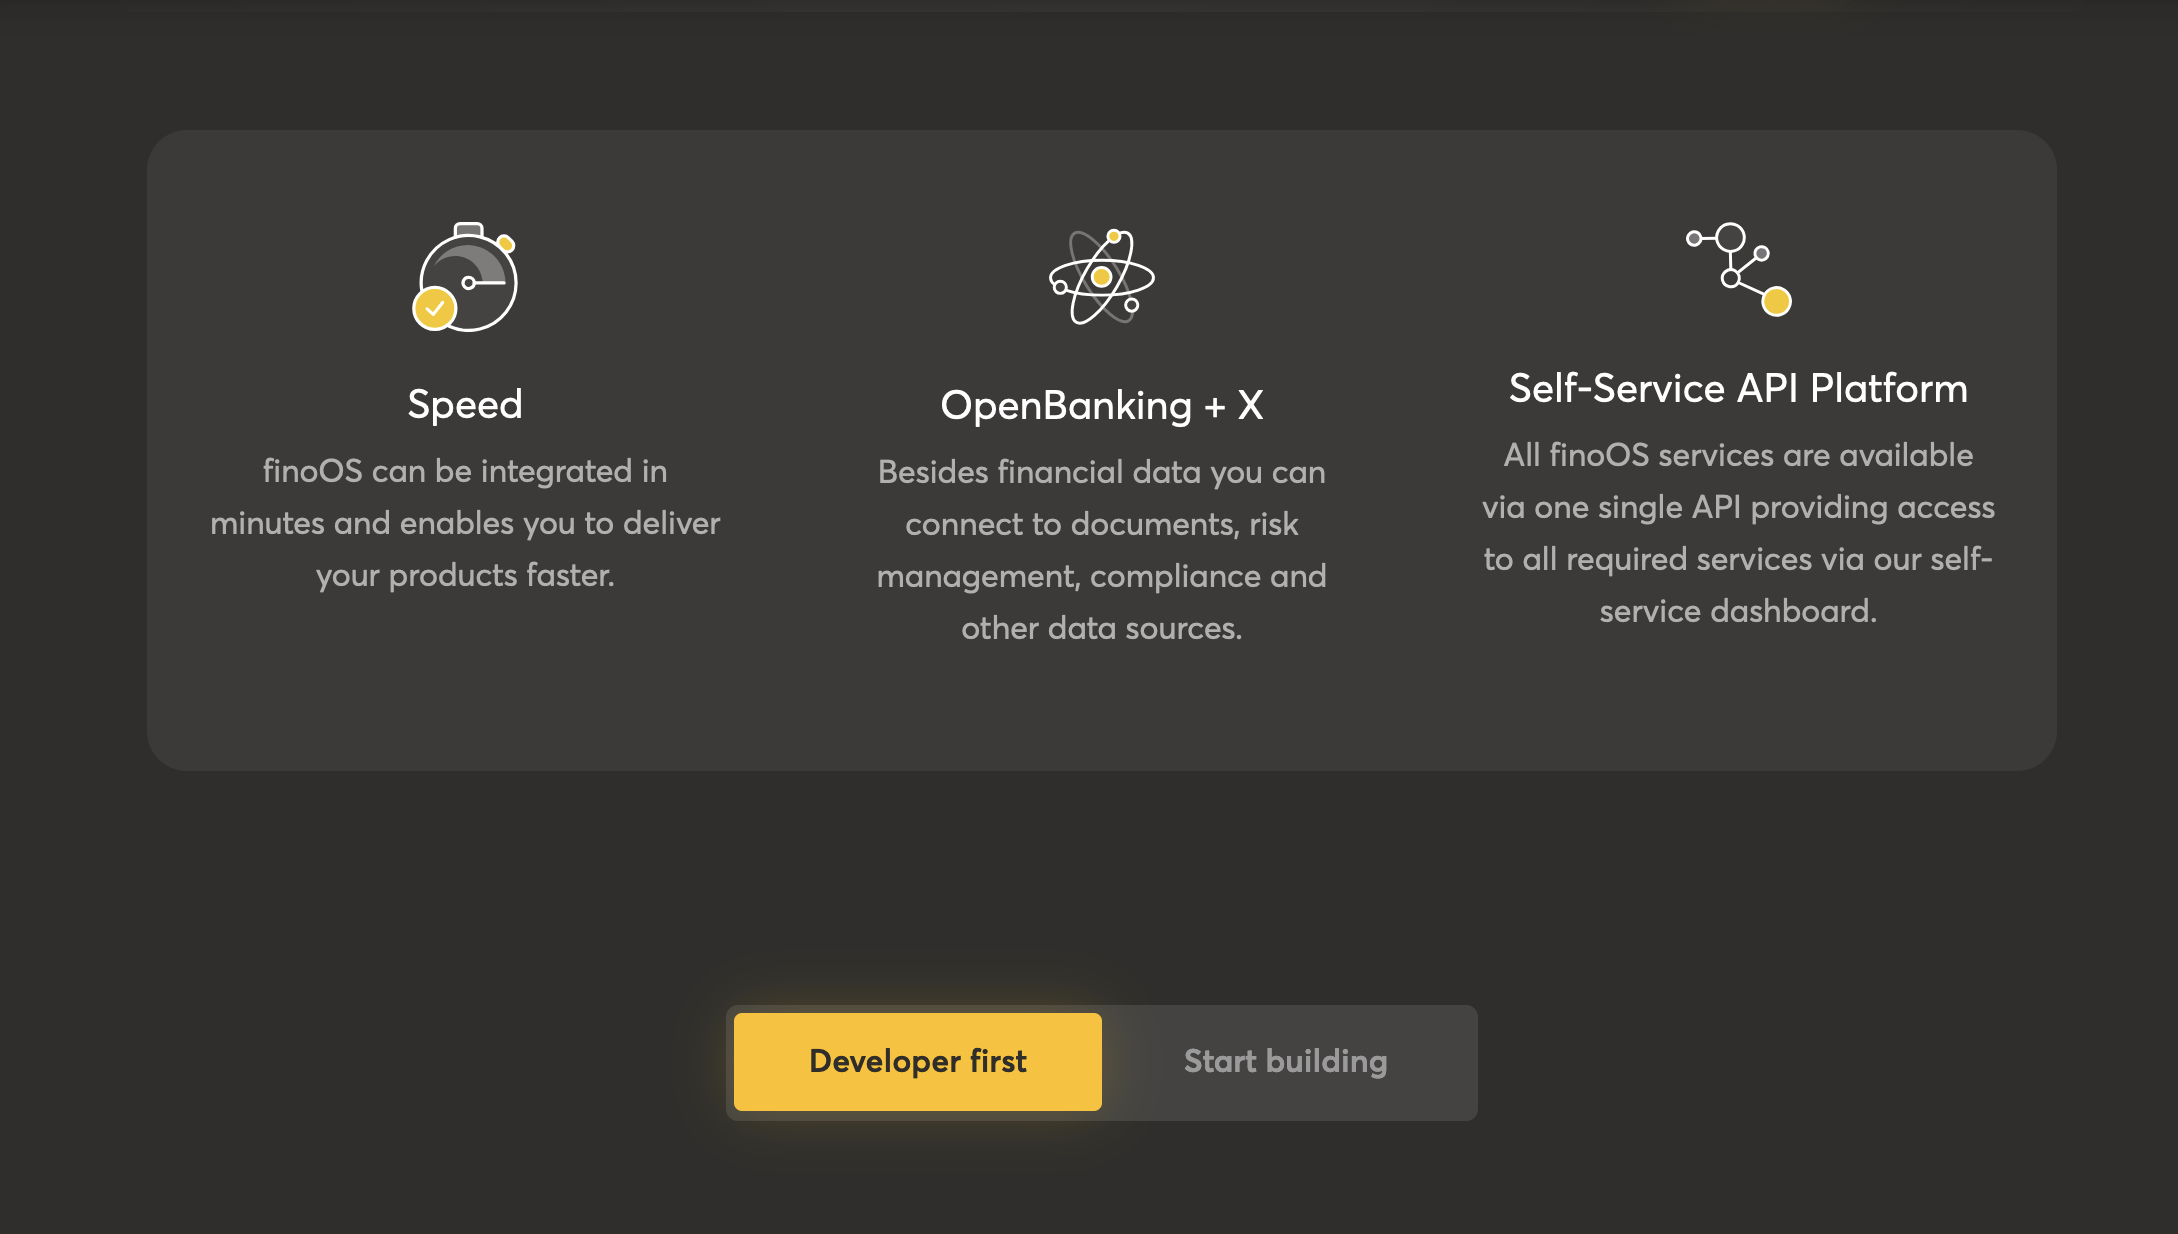 Speed
finoOS can be integrated in
minutes and enables you to deliver
your products faster.
OpenBanking + X
Besides financial data you can
connect to documents, risk
management, compliance and
other data sources.
Self-Service API Platform
All finoOS services are available
via one single API providing access
to all required services via our self-
service dashboard.
Developer first
Start building